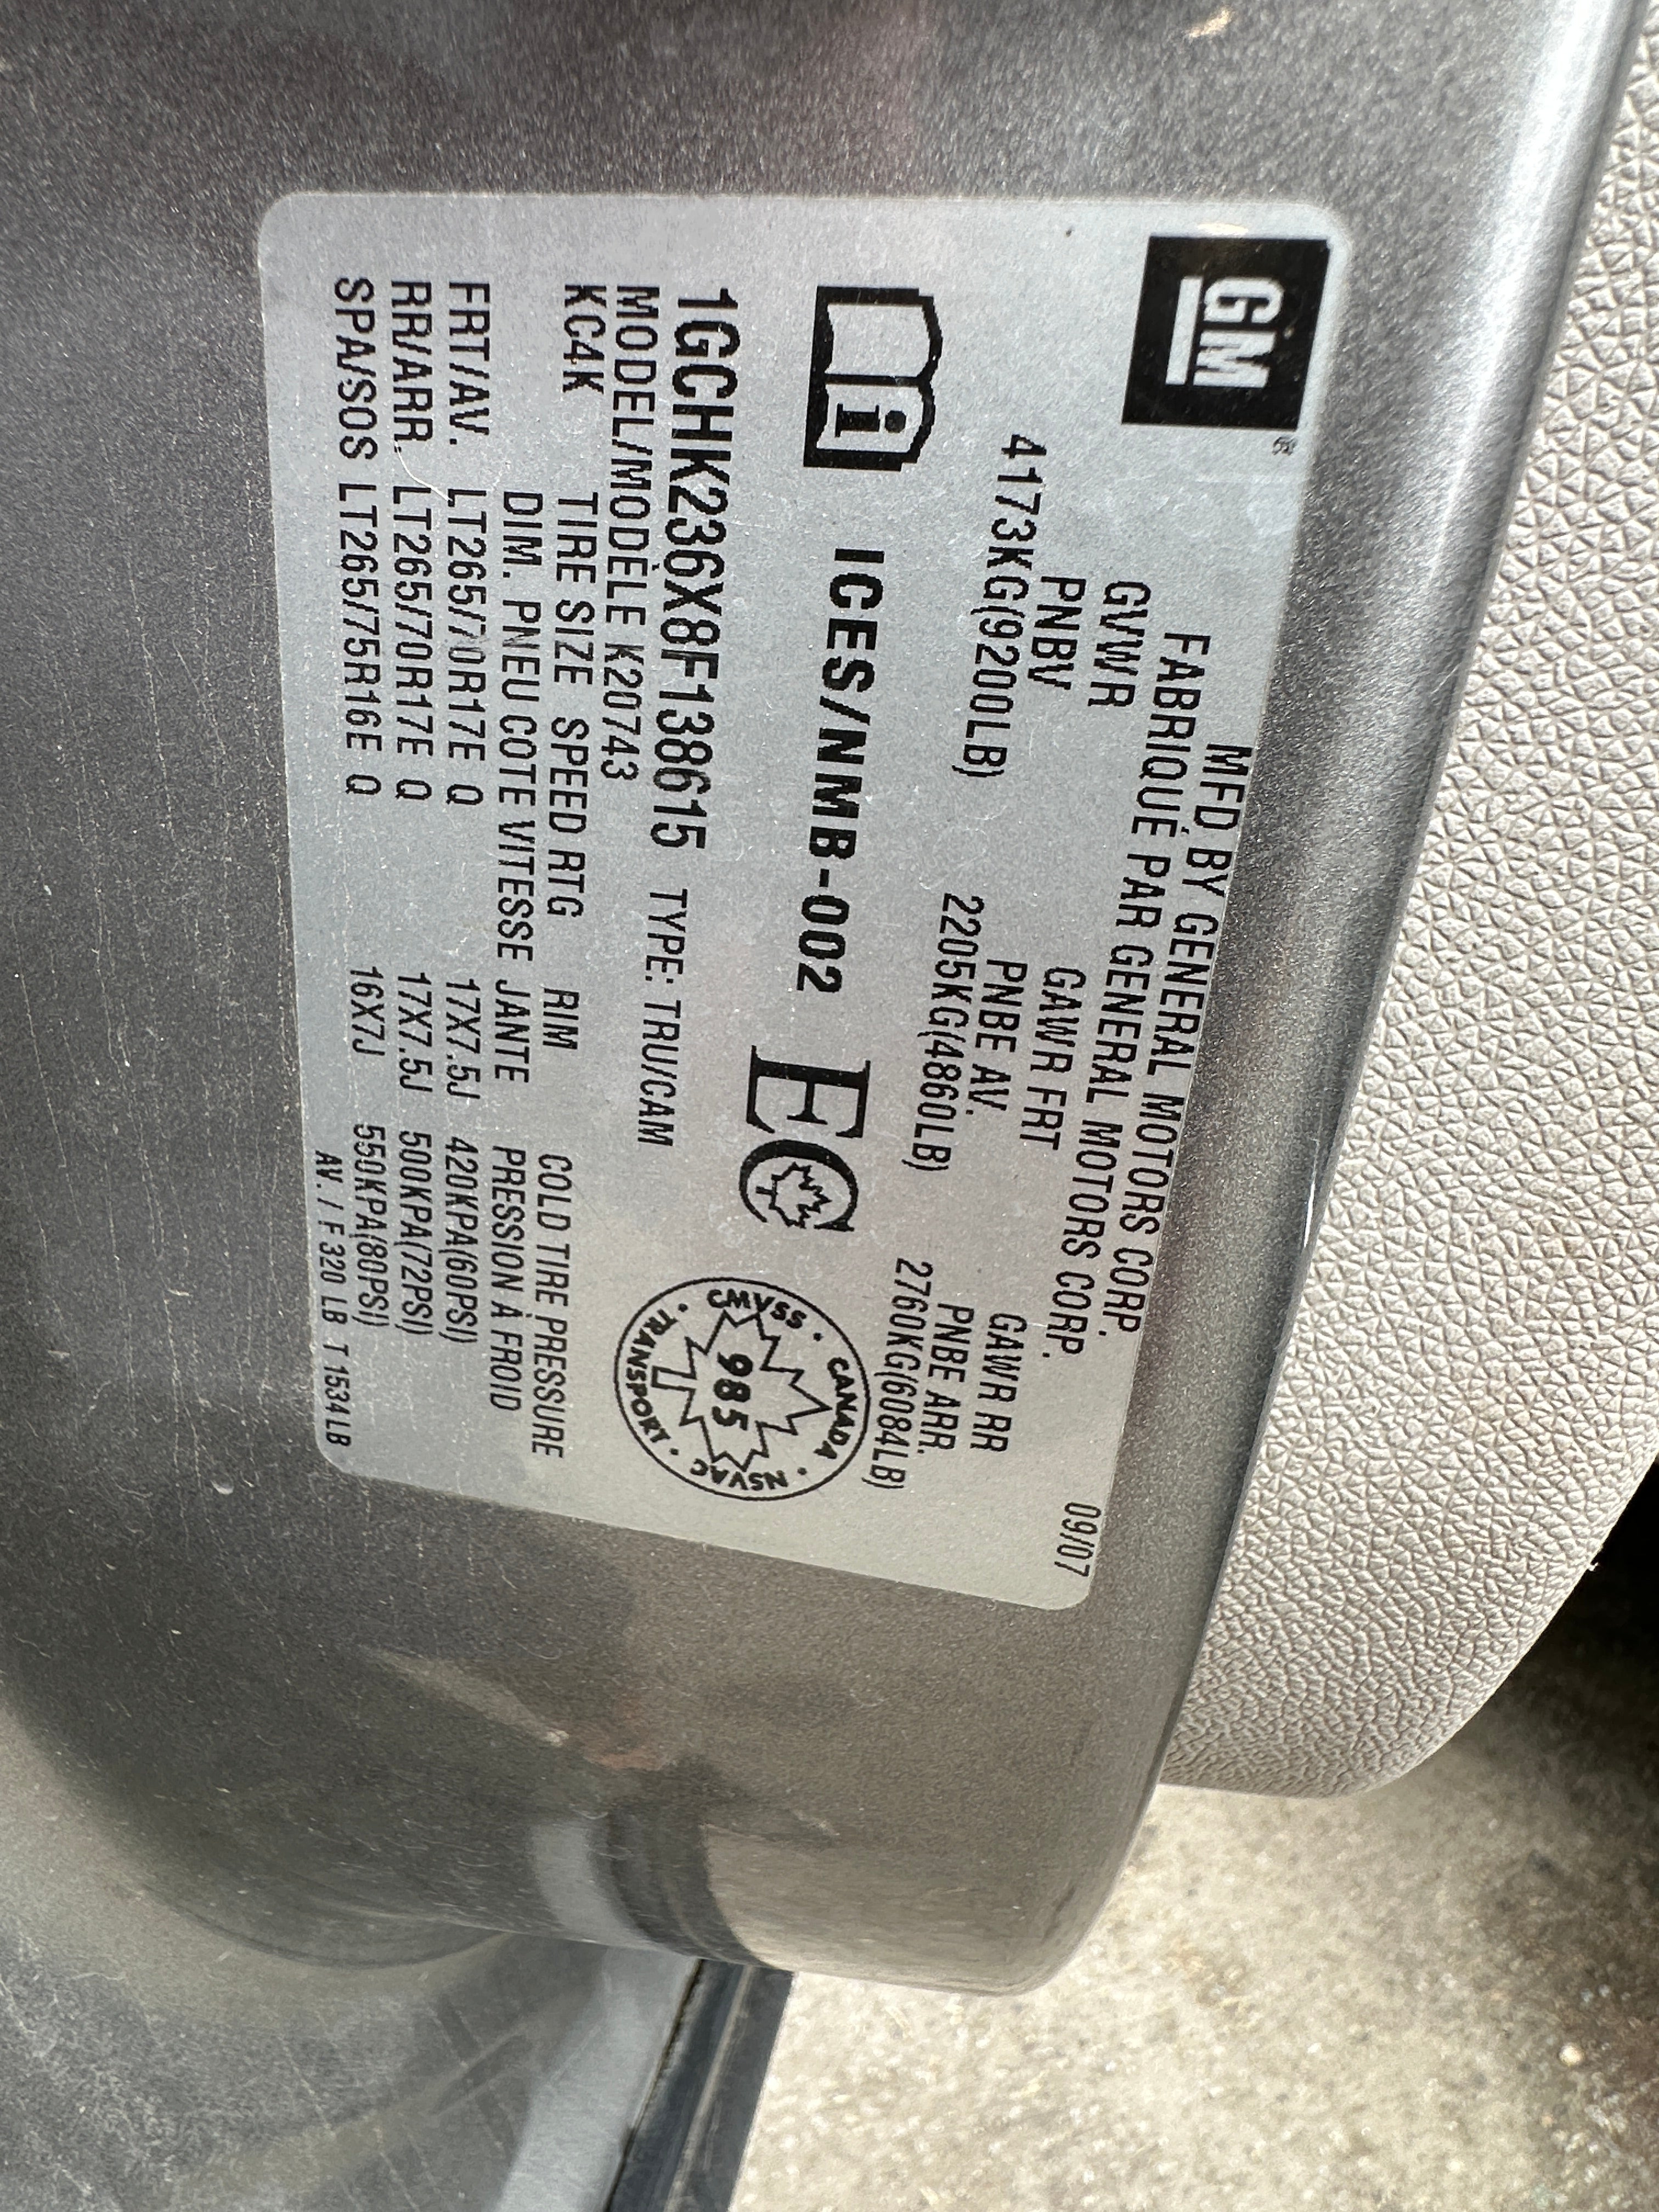 GM ®
MFD BY GENERAL MOTORS CORP. 09/07
FABRIQUÉ PAR GENERAL MOTORS CORP.
GVWR GAWR FRT GAWR RR
PNBV PNBE AV. PNBE ARR.
4173KG(9200LB) 2205KG(4860LB) 2760KG(6084LB)
i ICES/NMB-002 EC
CMVSS · CANADA · NSVAC · TRANSPORT ·
985
1GCHK236X8F138615 TYPE: TRU/CAM
MODEL/MODÈLE K20743
KC4K TIRE SIZE SPEED RTG RIM COLD TIRE PRESSURE
DIM. PNEU COTE VITESSE JANTE PRESSION À FROID
FRT/AV. LT265/70R17E Q 17X7.5J 420KPA(60PSI)
RR/ARR. LT265/70R17E Q 17X7.5J 500KPA(72PSI)
SPA/SOS LT265/75R16E Q 16X7J 550KPA(80PSI)
AV. / F 320 LB T 1534LB